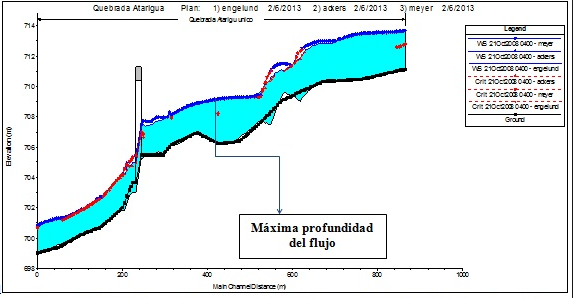 Quebrada Atarigua Plan: 1) engelund 2/6/2013 2) ackers 2/6/2013 3) meyer 2/6/2013
Quebrada Atarigua unico
Legend
WS 21Oct2008 0400 - meyer
WS 21Oct2008 0400 - ackers
WS 21Oct2008 0400 - engelund
Crit 21Oct2008 0400 - ackers
Crit 21Oct2008 0400 - meyer
Crit 21Oct2008 0400 - engelund
Ground
Elevation (m)
714
712
710
708
706
704
702
700
698
0
200
400
600
800
1000
Main Channel Distance (m)
Máxima profundidad
del flujo